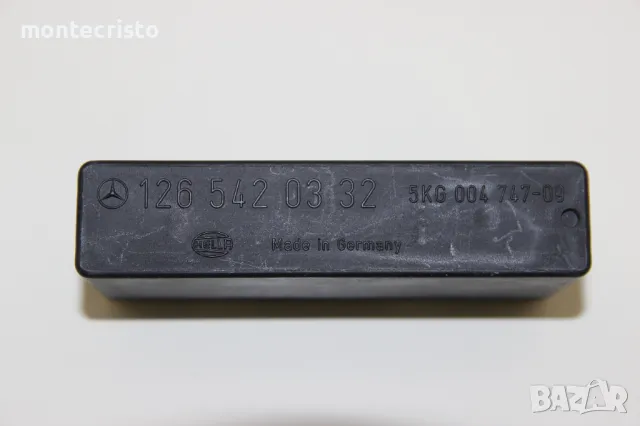 montecristo
126 542 03 32 5KG 004 747-09
HELLA Made in Germany
BAZAR